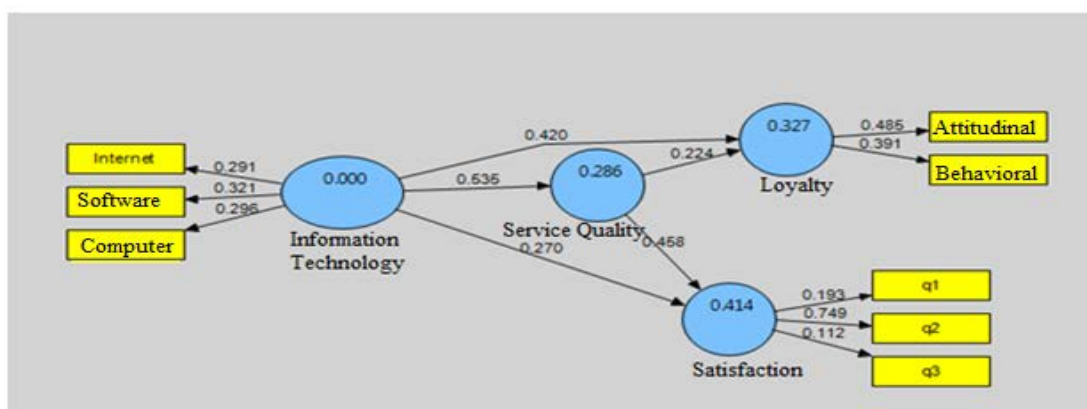 Internet
0.291
Software
0.321
Computer
0.296
0.000
Information
Technology
0.420
0.535
0.270
0.286
Service Quality
0.224
0.458
0.327
Loyalty
0.485
Attitudinal
0.391
Behavioral
0.414
Satisfaction
0.193
q1
0.749
q2
0.112
q3